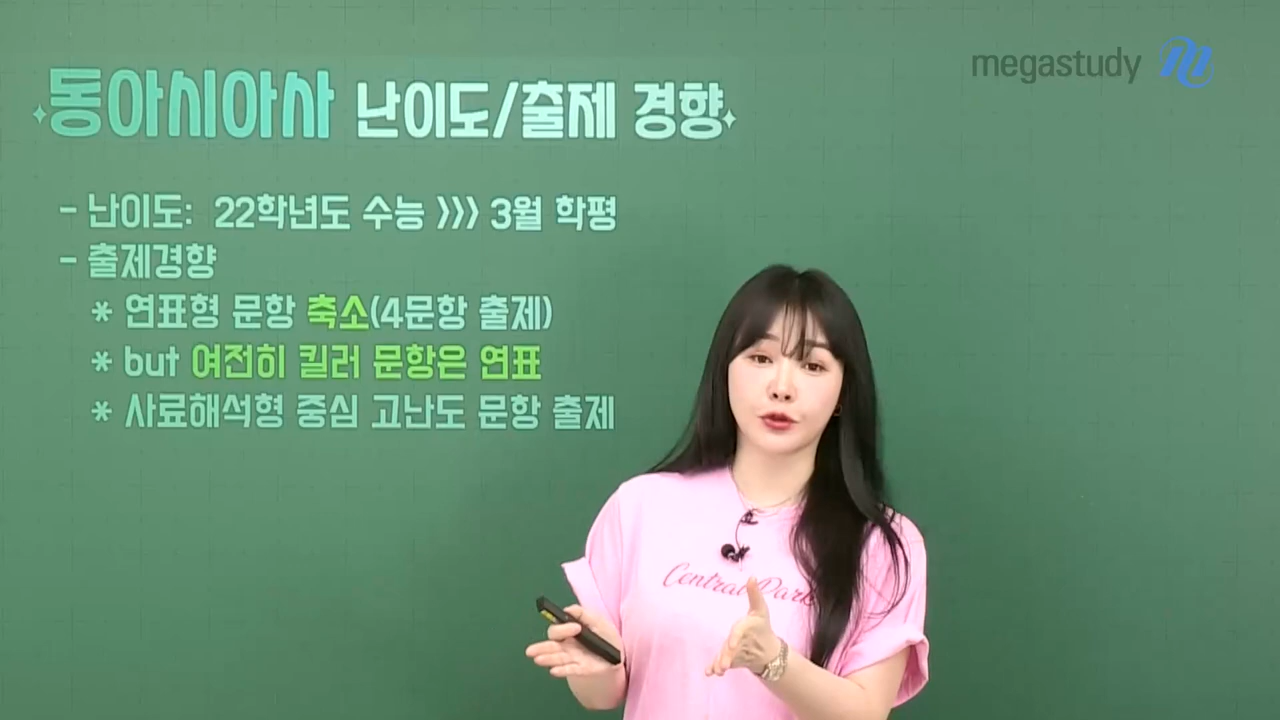 megastudy
동아시아사 난이도/출제 경향
- 난이도: 22학년도 수능 >>> 3월 학평
- 출제경향
* 연표형 문항 축소(4문항 출제)
* but 여전히 킬러 문항은 연표
* 사료해석형 중심 고난도 문항 출제
Central Park